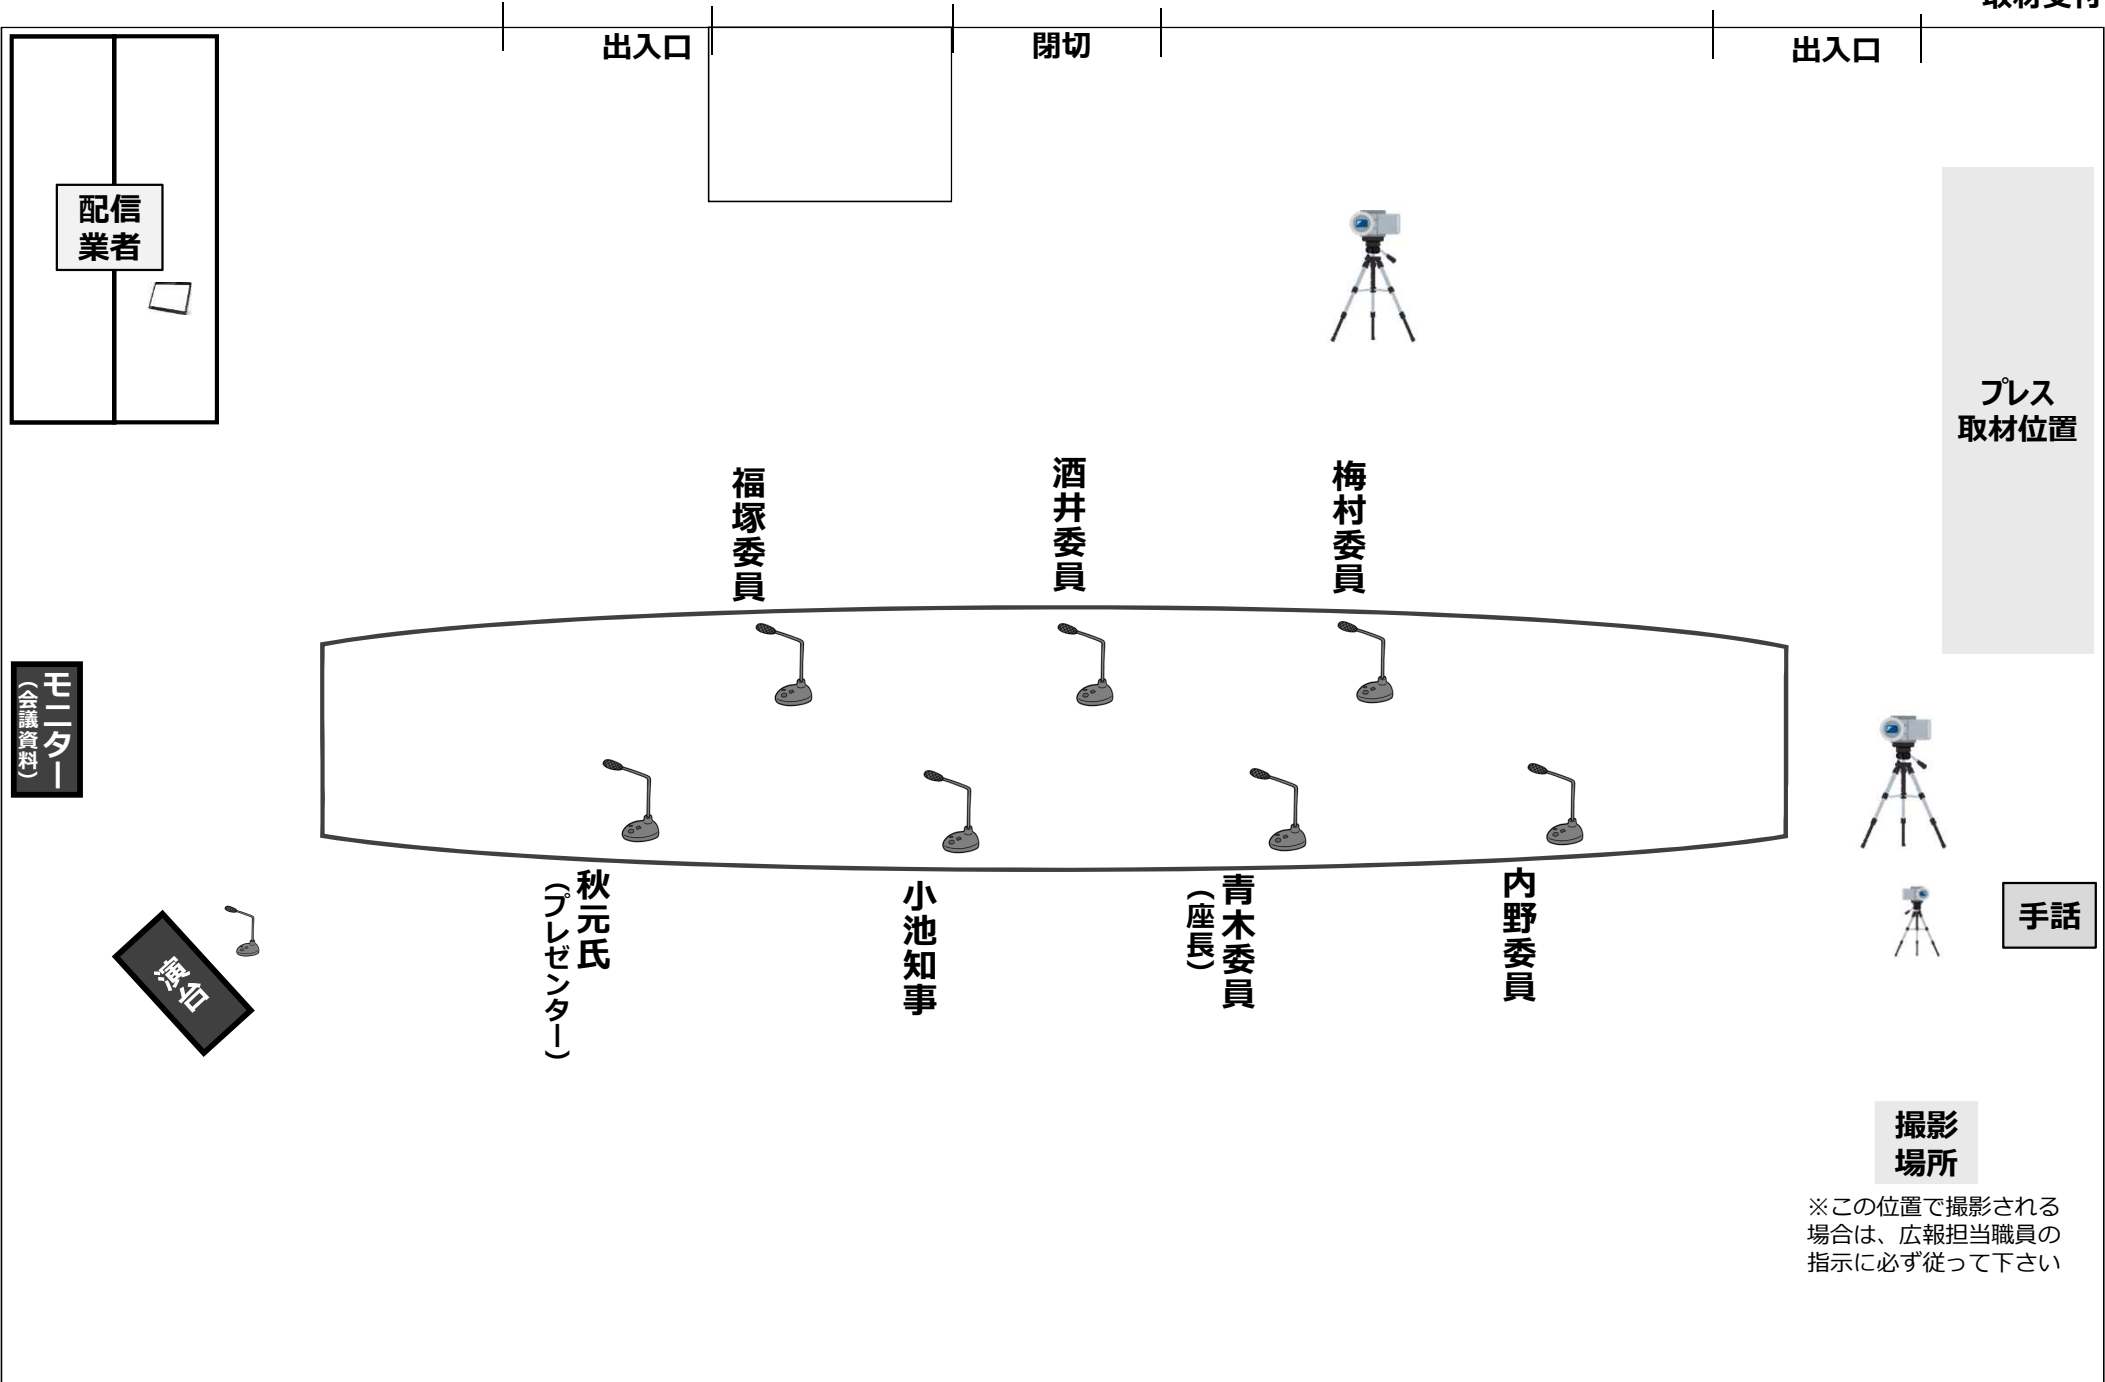 取材受付
出入口
閉切
出入口
配信
業者
プレス
取材位置
福塚委員
酒井委員
梅村委員
モニター
（会議資料）
演台
秋元氏
（プレゼンター）
小池知事
青木委員
（座長）
内野委員
手話
撮影
場所
※この位置で撮影される
場合は、広報担当職員の
指示に必ず従って下さい